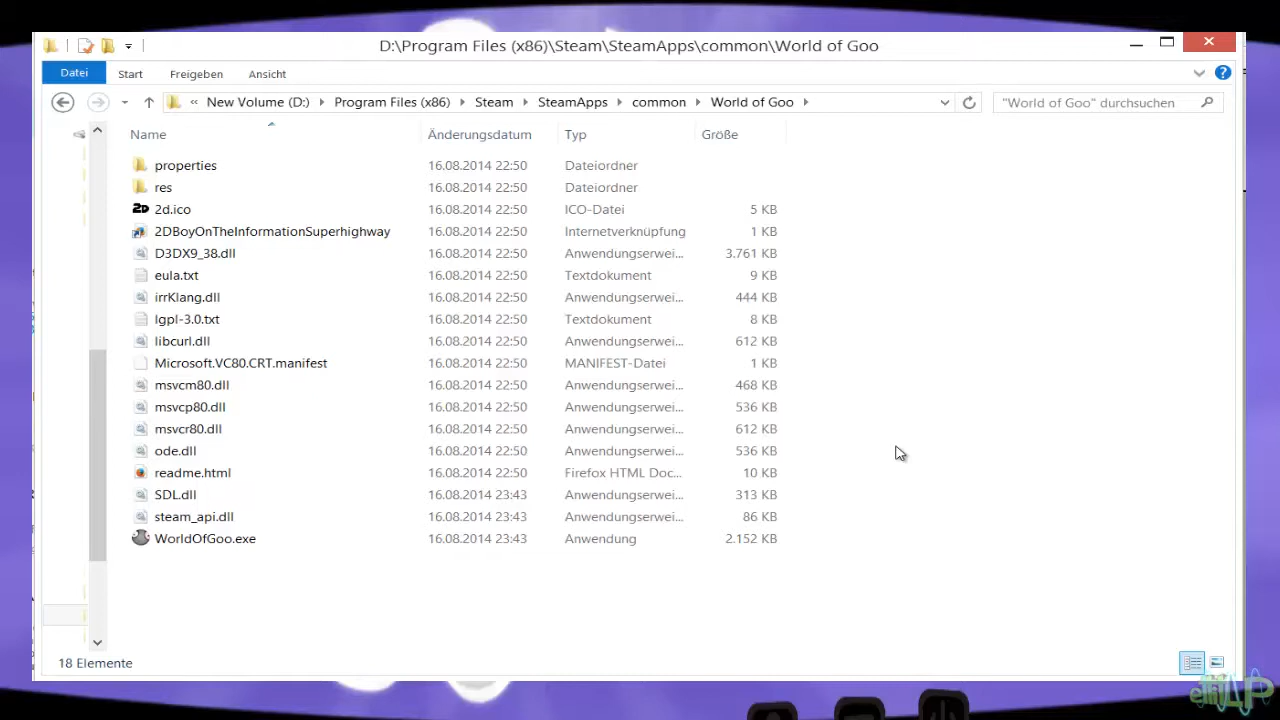 D:\Program Files (x86)\Steam\SteamApps\common\World of Goo
Datei Start Freigeben Ansicht
« New Volume (D:) Program Files (x86) Steam SteamApps common World of Goo "World of Goo" durchsuchen
Name Änderungsdatum Typ Größe
properties 16.08.2014 22:50 Dateiordner
res 16.08.2014 22:50 Dateiordner
2D 2d.ico 16.08.2014 22:50 ICO-Datei 5 KB
2DBoyOnTheInformationSuperhighway 16.08.2014 22:50 Internetverknüpfung 1 KB
D3DX9_38.dll 16.08.2014 22:50 Anwendungserwei... 3.761 KB
eula.txt 16.08.2014 22:50 Textdokument 9 KB
irrKlang.dll 16.08.2014 22:50 Anwendungserwei... 444 KB
lgpl-3.0.txt 16.08.2014 22:50 Textdokument 8 KB
libcurl.dll 16.08.2014 22:50 Anwendungserwei... 612 KB
Microsoft.VC80.CRT.manifest 16.08.2014 22:50 MANIFEST-Datei 1 KB
msvcm80.dll 16.08.2014 22:50 Anwendungserwei... 468 KB
msvcp80.dll 16.08.2014 22:50 Anwendungserwei... 536 KB
msvcr80.dll 16.08.2014 22:50 Anwendungserwei... 612 KB
ode.dll 16.08.2014 22:50 Anwendungserwei... 536 KB
readme.html 16.08.2014 22:50 Firefox HTML Doc... 10 KB
SDL.dll 16.08.2014 23:43 Anwendungserwei... 313 KB
steam_api.dll 16.08.2014 23:43 Anwendungserwei... 86 KB
WorldOfGoo.exe 16.08.2014 23:43 Anwendung 2.152 KB
18 Elemente